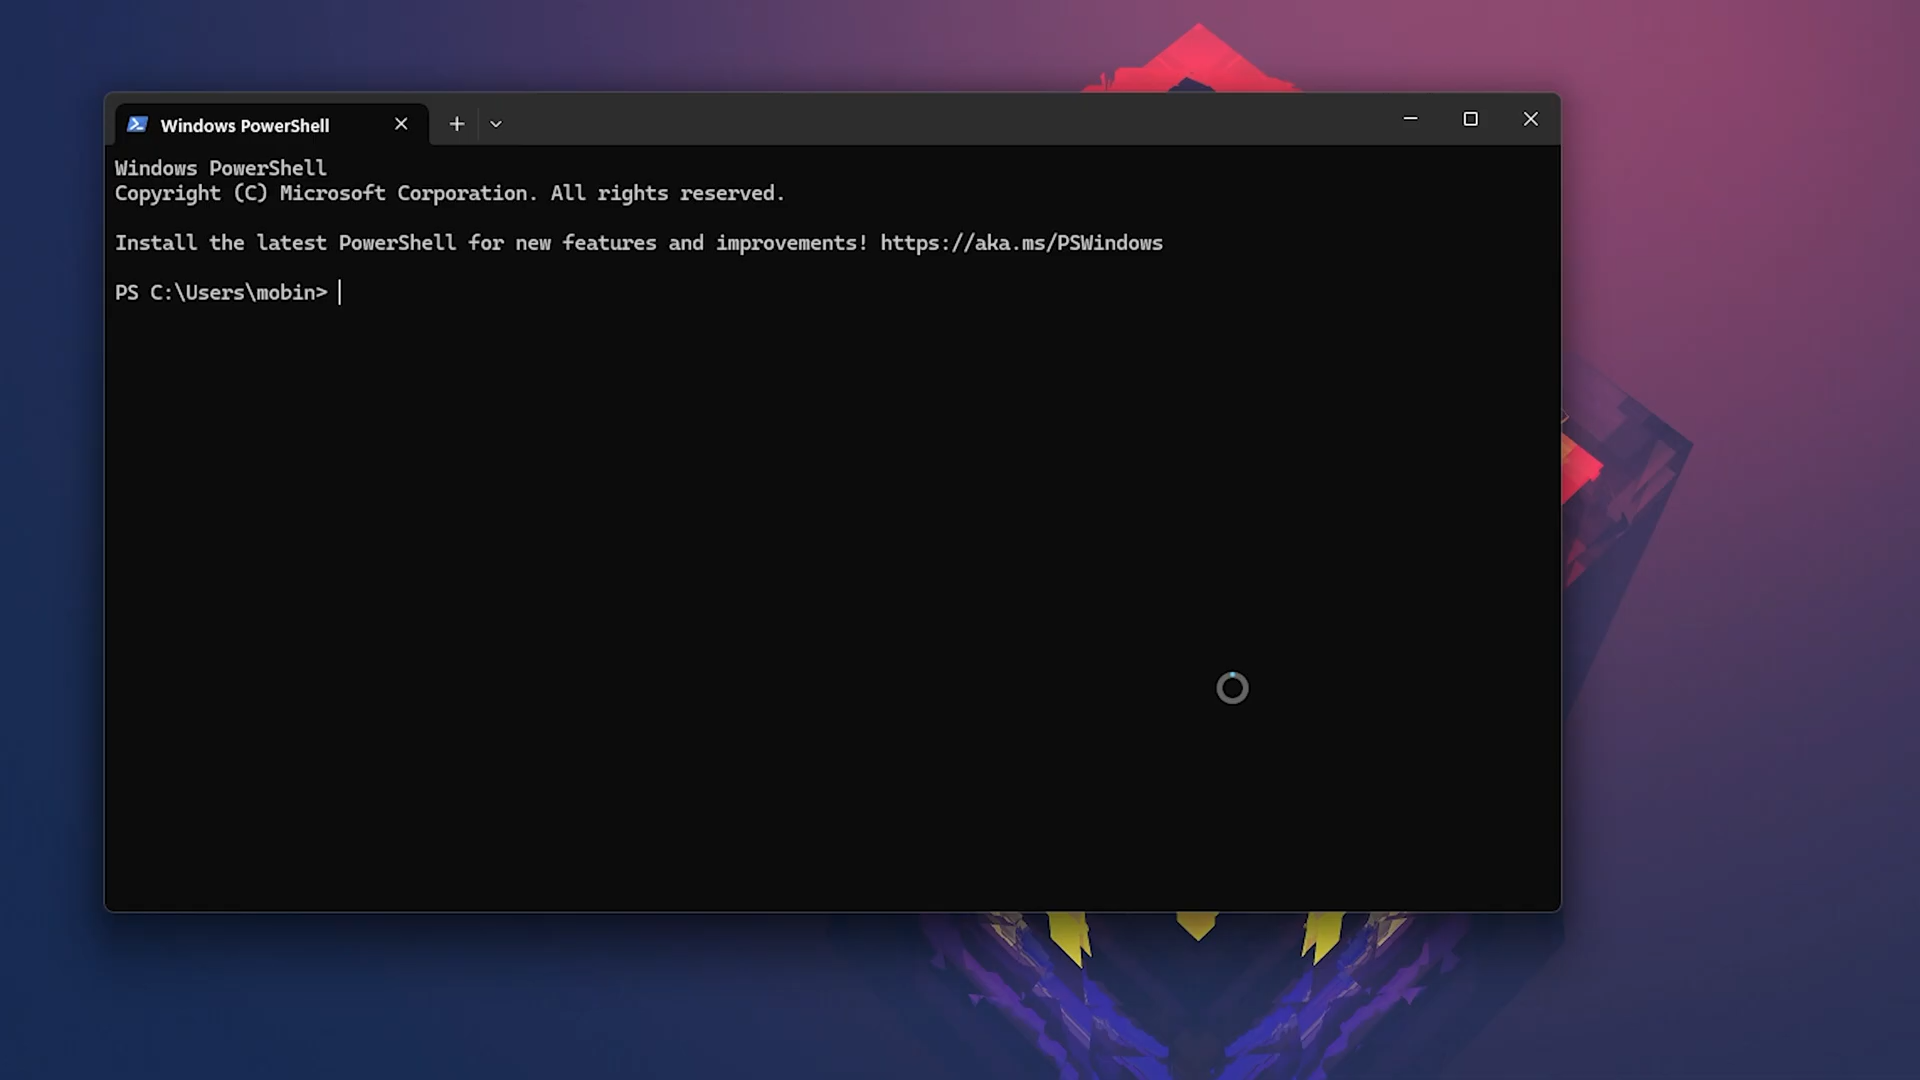 Windows PowerShell
Windows PowerShell
Copyright (C) Microsoft Corporation. All rights reserved.
Install the latest PowerShell for new features and improvements! https://aka.ms/PSWindows
PS C:\Users\mobin>